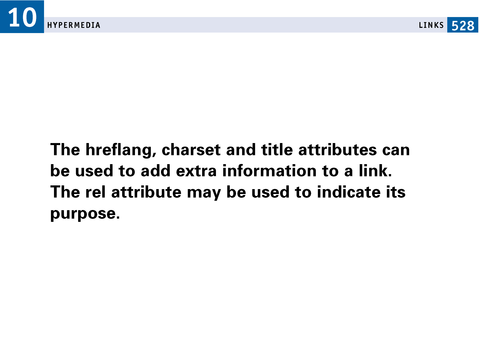 10
HYPERMEDIA
LINKS 528
The hreflang, charset and title attributes can
be used to add extra information to a link.
The rel attribute may be used to indicate its
purpose.